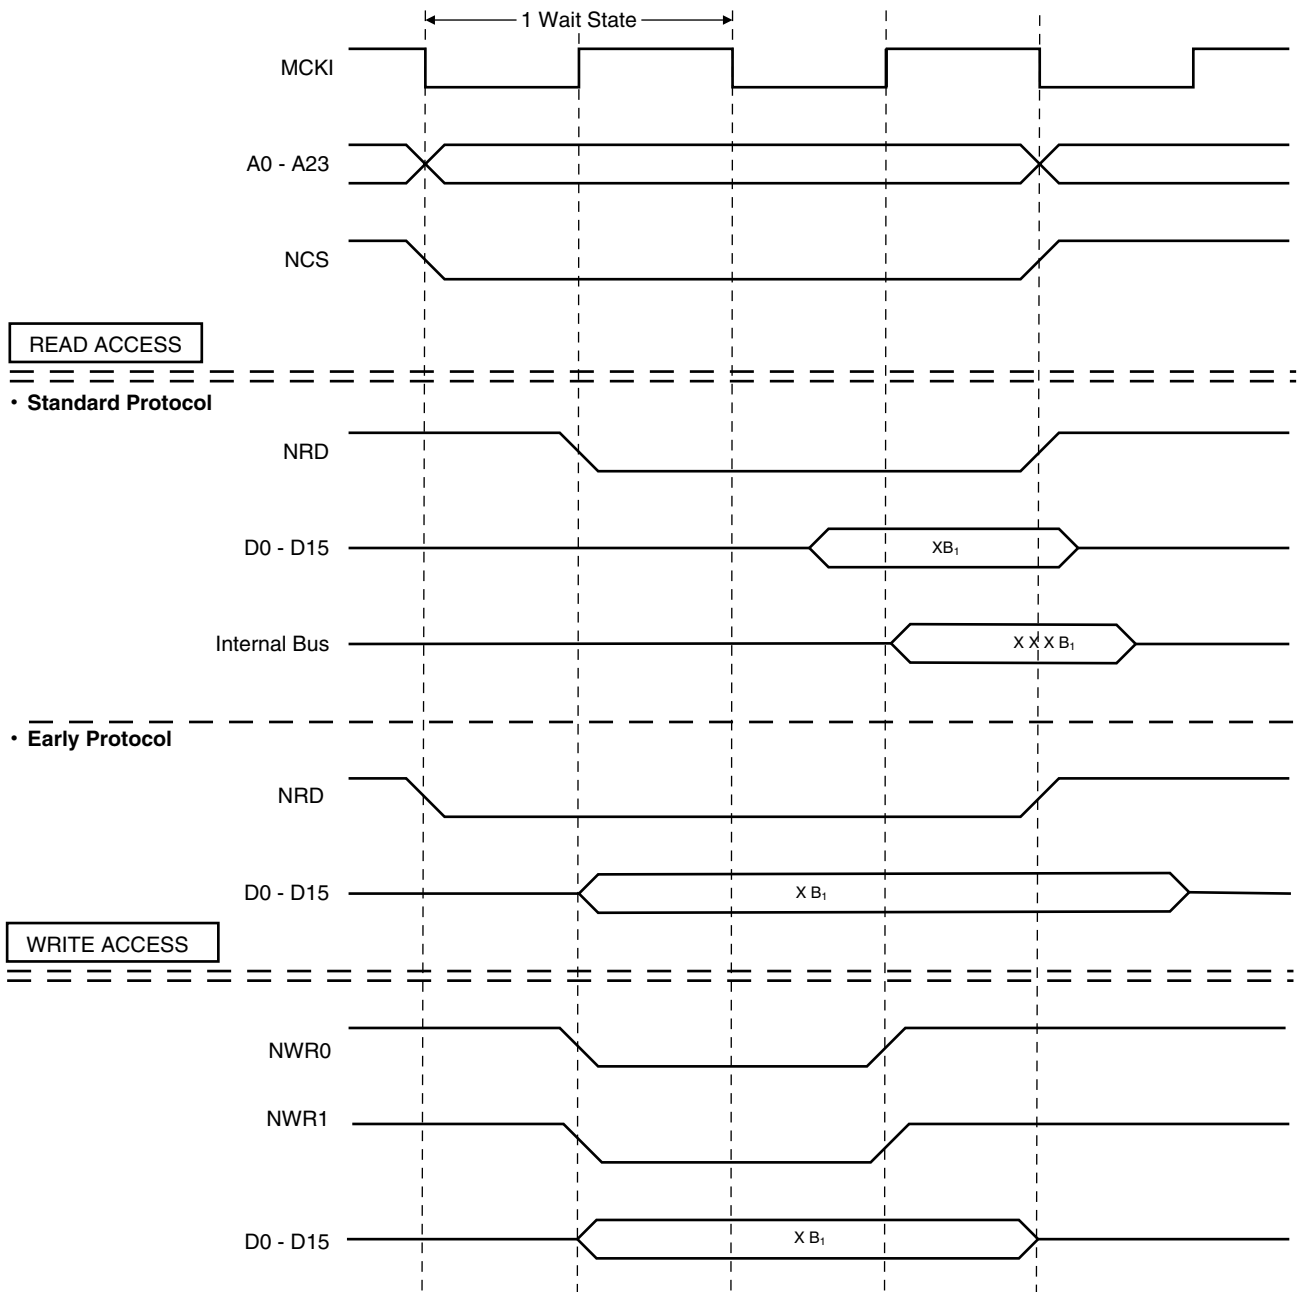 1 Wait State
MCKI
A0 - A23
NCS
READ ACCESS
• Standard Protocol
NRD
D0 - D15
XB₁
Internal Bus
X X X B₁
• Early Protocol
NRD
D0 - D15
X B₁
WRITE ACCESS
NWR0
NWR1
D0 - D15
X B₁